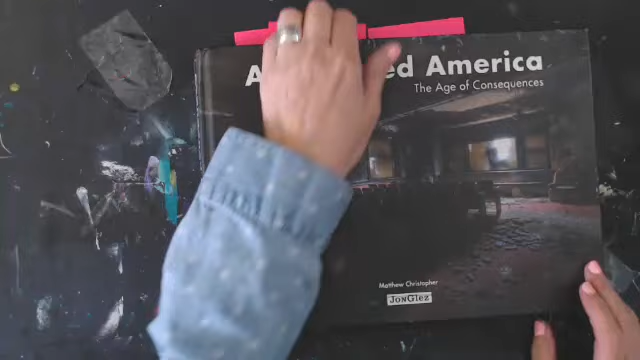 A ed America
The Age of Consequences
Matthew Christopher
JONGLEZ